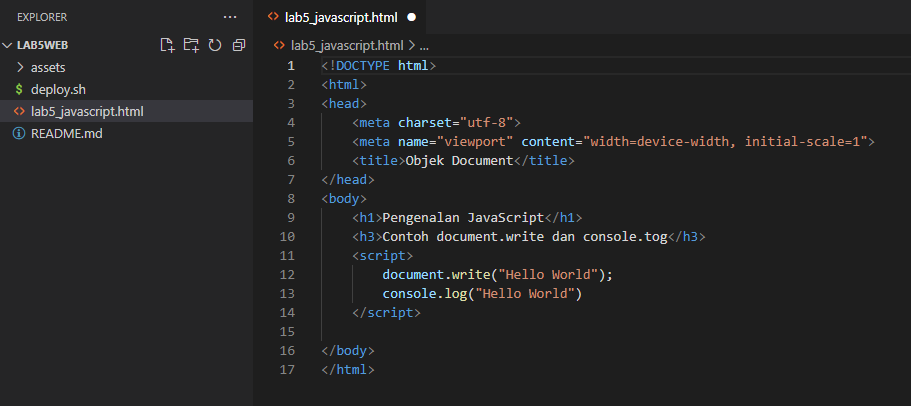 EXPLORER ...
LAB5WEB
assets
$ deploy.sh
<> lab5_javascript.html
README.md
<> lab5_javascript.html
<> lab5_javascript.html > ...
1 <!DOCTYPE html>
2 <html>
3 <head>
4 <meta charset="utf-8">
5 <meta name="viewport" content="width=device-width, initial-scale=1">
6 <title>Objek Document</title>
7 </head>
8 <body>
9 <h1>Pengenalan JavaScript</h1>
10 <h3>Contoh document.write dan console.tog</h3>
11 <script>
12 document.write("Hello World");
13 console.log("Hello World")
14 </script>
15
16 </body>
17 </html>